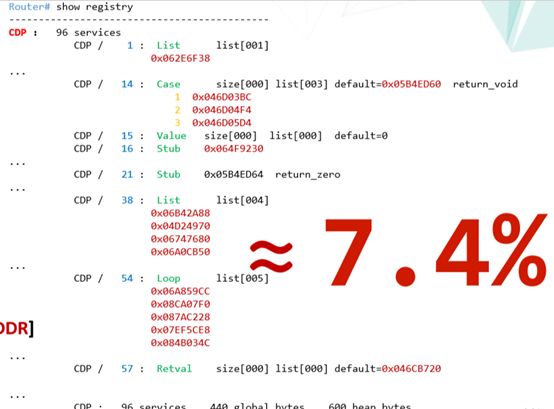 Router# show registry
--------------------------------------------
CDP : 96 services
CDP / 1 : List list[001]
0x062E6F38
...
CDP / 14 : Case size[000] list[003] default=0x05B4ED60 return_void
1 0x046D03BC
2 0x046D04F4
3 0x046D05D4
CDP / 15 : Value size[000] list[000] default=0
CDP / 16 : Stub 0x064F9230
...
CDP / 21 : Stub 0x05B4ED64 return_zero
...
CDP / 38 : List list[004]
0x06B42A88
0x04D24970
0x06747680
0x06A0CB50
≈ 7.4%
...
CDP / 54 : Loop list[005]
0x06A859CC
0x08CA07F0
0x087AC228
0x07EF5CE8
0x084B034C
DDR]
...
CDP / 57 : Retval size[000] list[000] default=0x046CB720
...
CDP : 96 services 440 global bytes 600 heap bytes